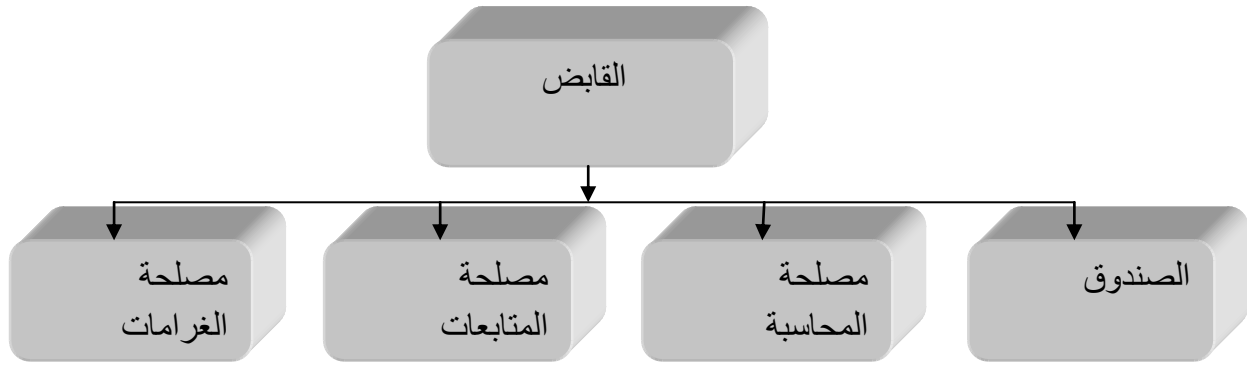 القابض
الصندوق
مصلحة
المحاسبة
مصلحة
المتابعات
مصلحة
الغرامات